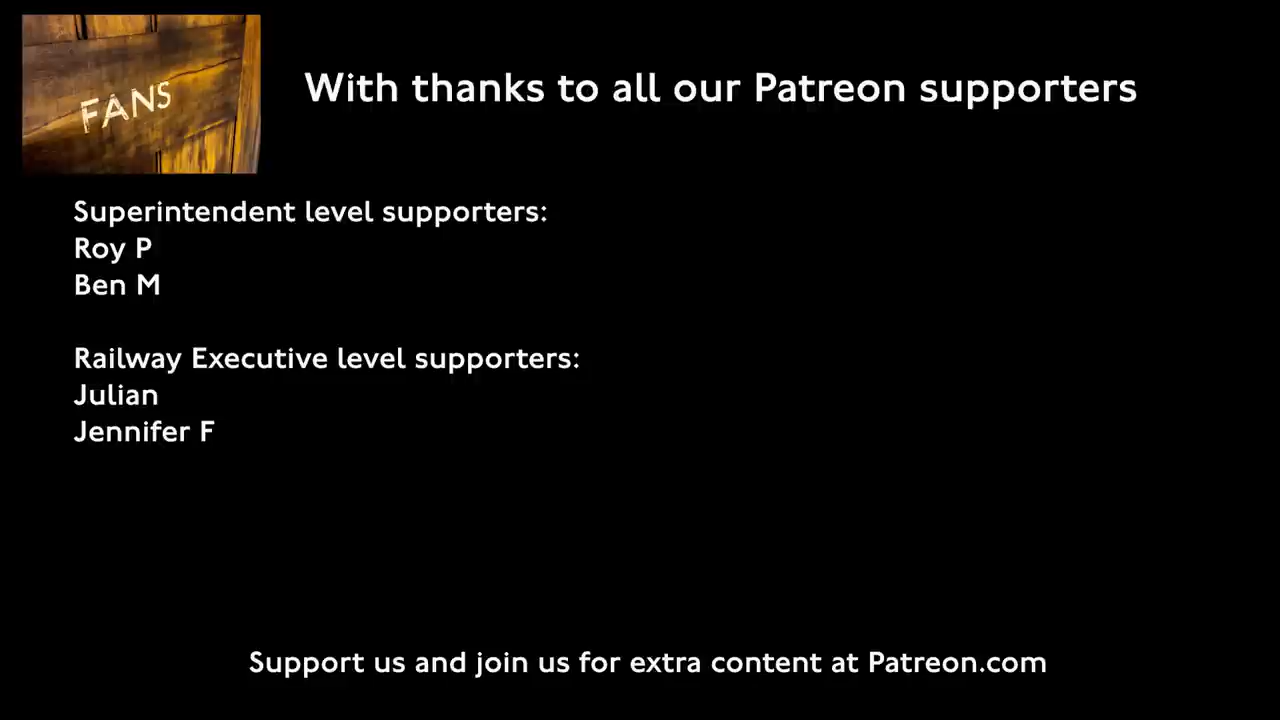 FANS
With thanks to all our Patreon supporters
Superintendent level supporters:
Roy P
Ben M
Railway Executive level supporters:
Julian
Jennifer F
Support us and join us for extra content at Patreon.com